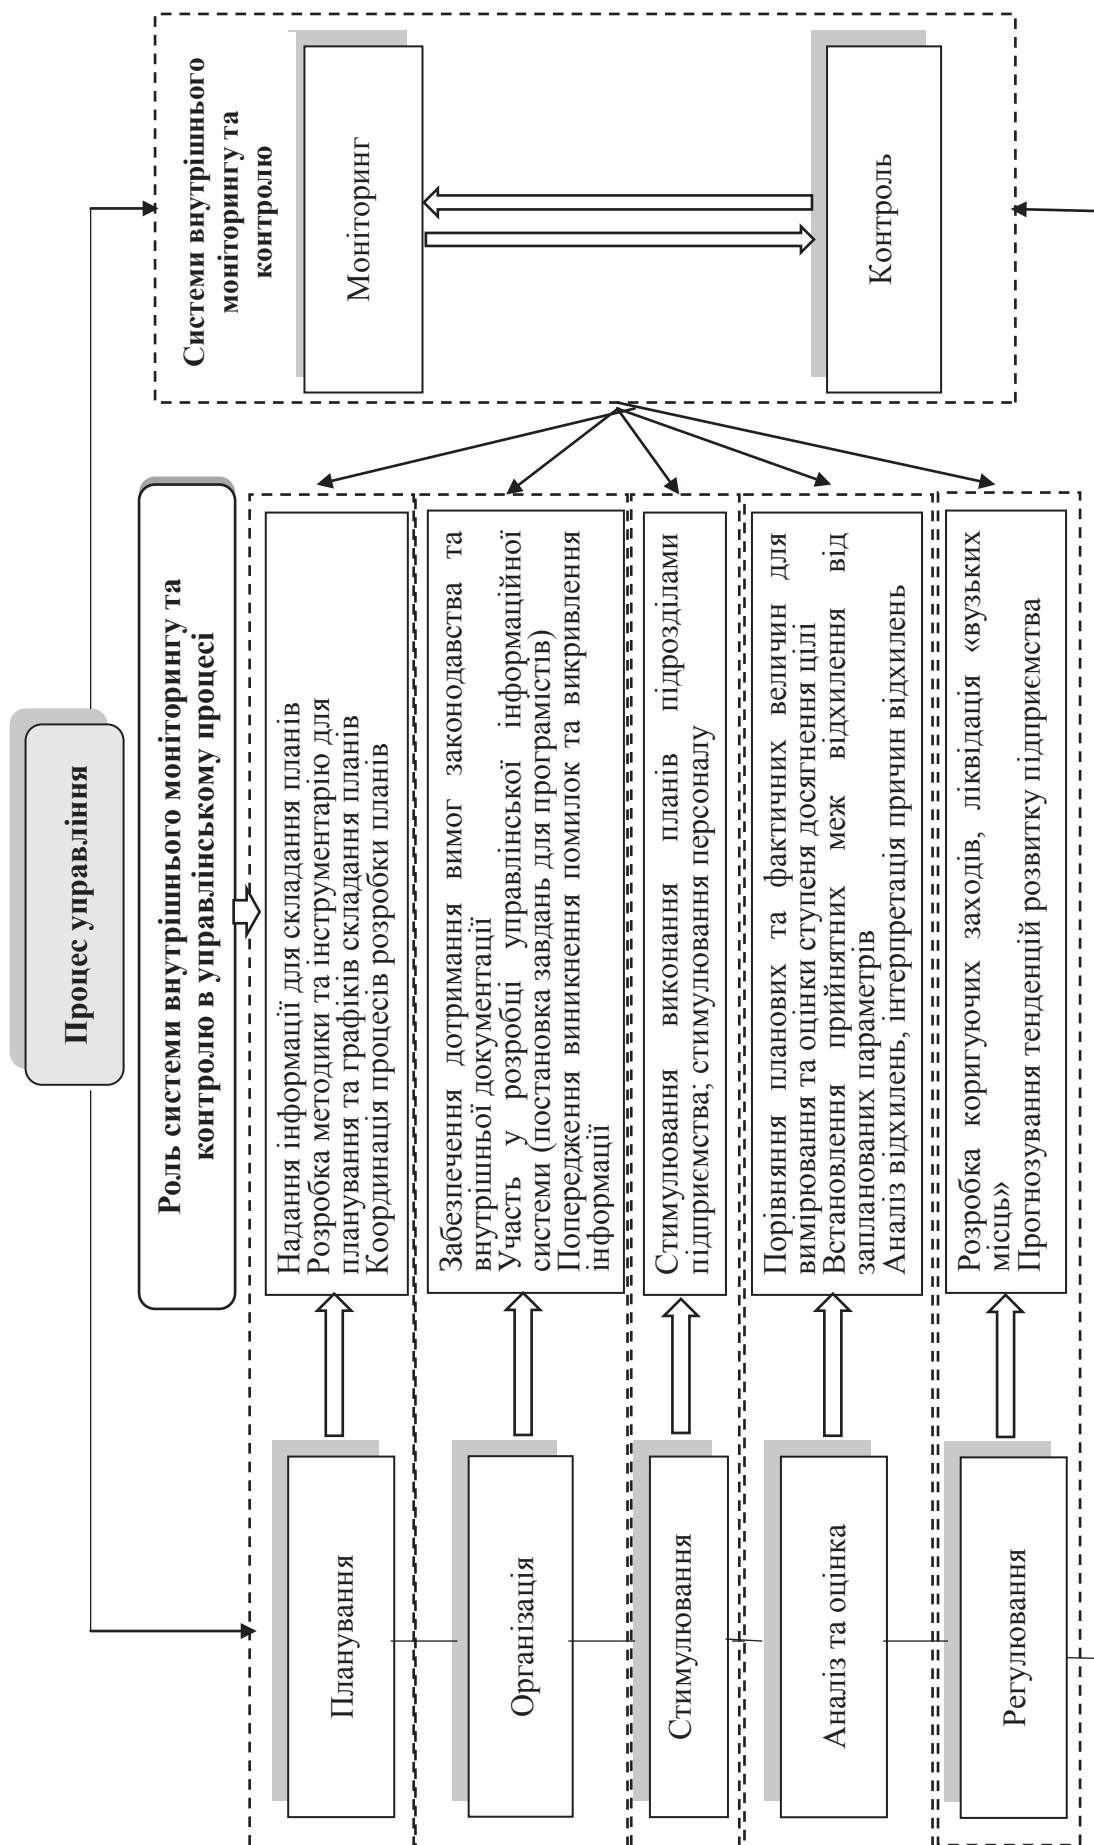 Процес управління
Роль системи внутрішнього моніторингу та
контролю в управлінському процесі
Системи внутрішнього
моніторингу та
контролю
Планування
Надання інформації для складання планів
Розробка методики та інструментарію для
планування та графіків складання планів
Координація процесів розробки планів
Моніторинг
Організація
Забезпечення дотримання вимог законодавства та
внутрішньої документації
Участь у розробці управлінської інформаційної
системи (постановка завдань для програмістів)
Попередження виникнення помилок та викривлення
інформації
Стимулювання
Стимулювання виконання планів підрозділами
підприємства; стимулювання персоналу
Аналіз та оцінка
Порівняння планових та фактичних величин для
вимірювання та оцінки ступеня досягнення цілі
Встановлення прийнятних меж відхилення від
запланованих параметрів
Аналіз відхилень, інтерпретація причин відхилень
Контроль
Регулювання
Розробка коригуючих заходів, ліквідація «вузьких
місць»
Прогнозування тенденцій розвитку підприємства